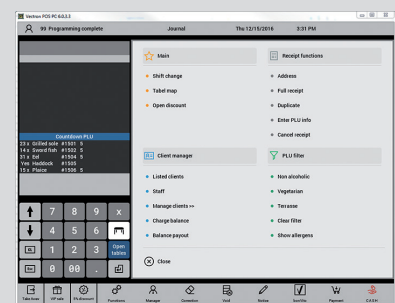 Vectron POS PC 6.0.3.3
99 Programming complete
Journal
Thu 12/15/2016
3:31 PM
Countdown PLU
23 x Grilled sole #1501 5
14 x Sword fish #1502 5
31 x Eel #1504 5
Yes Haddock #1505
15 x Plaice #1506 5
7 8 9 X
4 5 6
1 2 3 Open tables
0 00 .
Main
Shift change
Tabel map
Open discount
Receipt functions
Address
Full receipt
Duplicate
Enter PLU info
Cancel receipt
Client manager
Listed clients
Staff
Manage clients >>
Charge balance
Balance payout
PLU filter
Non alcoholic
Vegetarian
Terrasse
Clear filter
Show allergens
Close
Take Away
VIP sale
5% discount
Functions
Manager
Correction
Void
Notice
Sort Pos
Payment
CASH